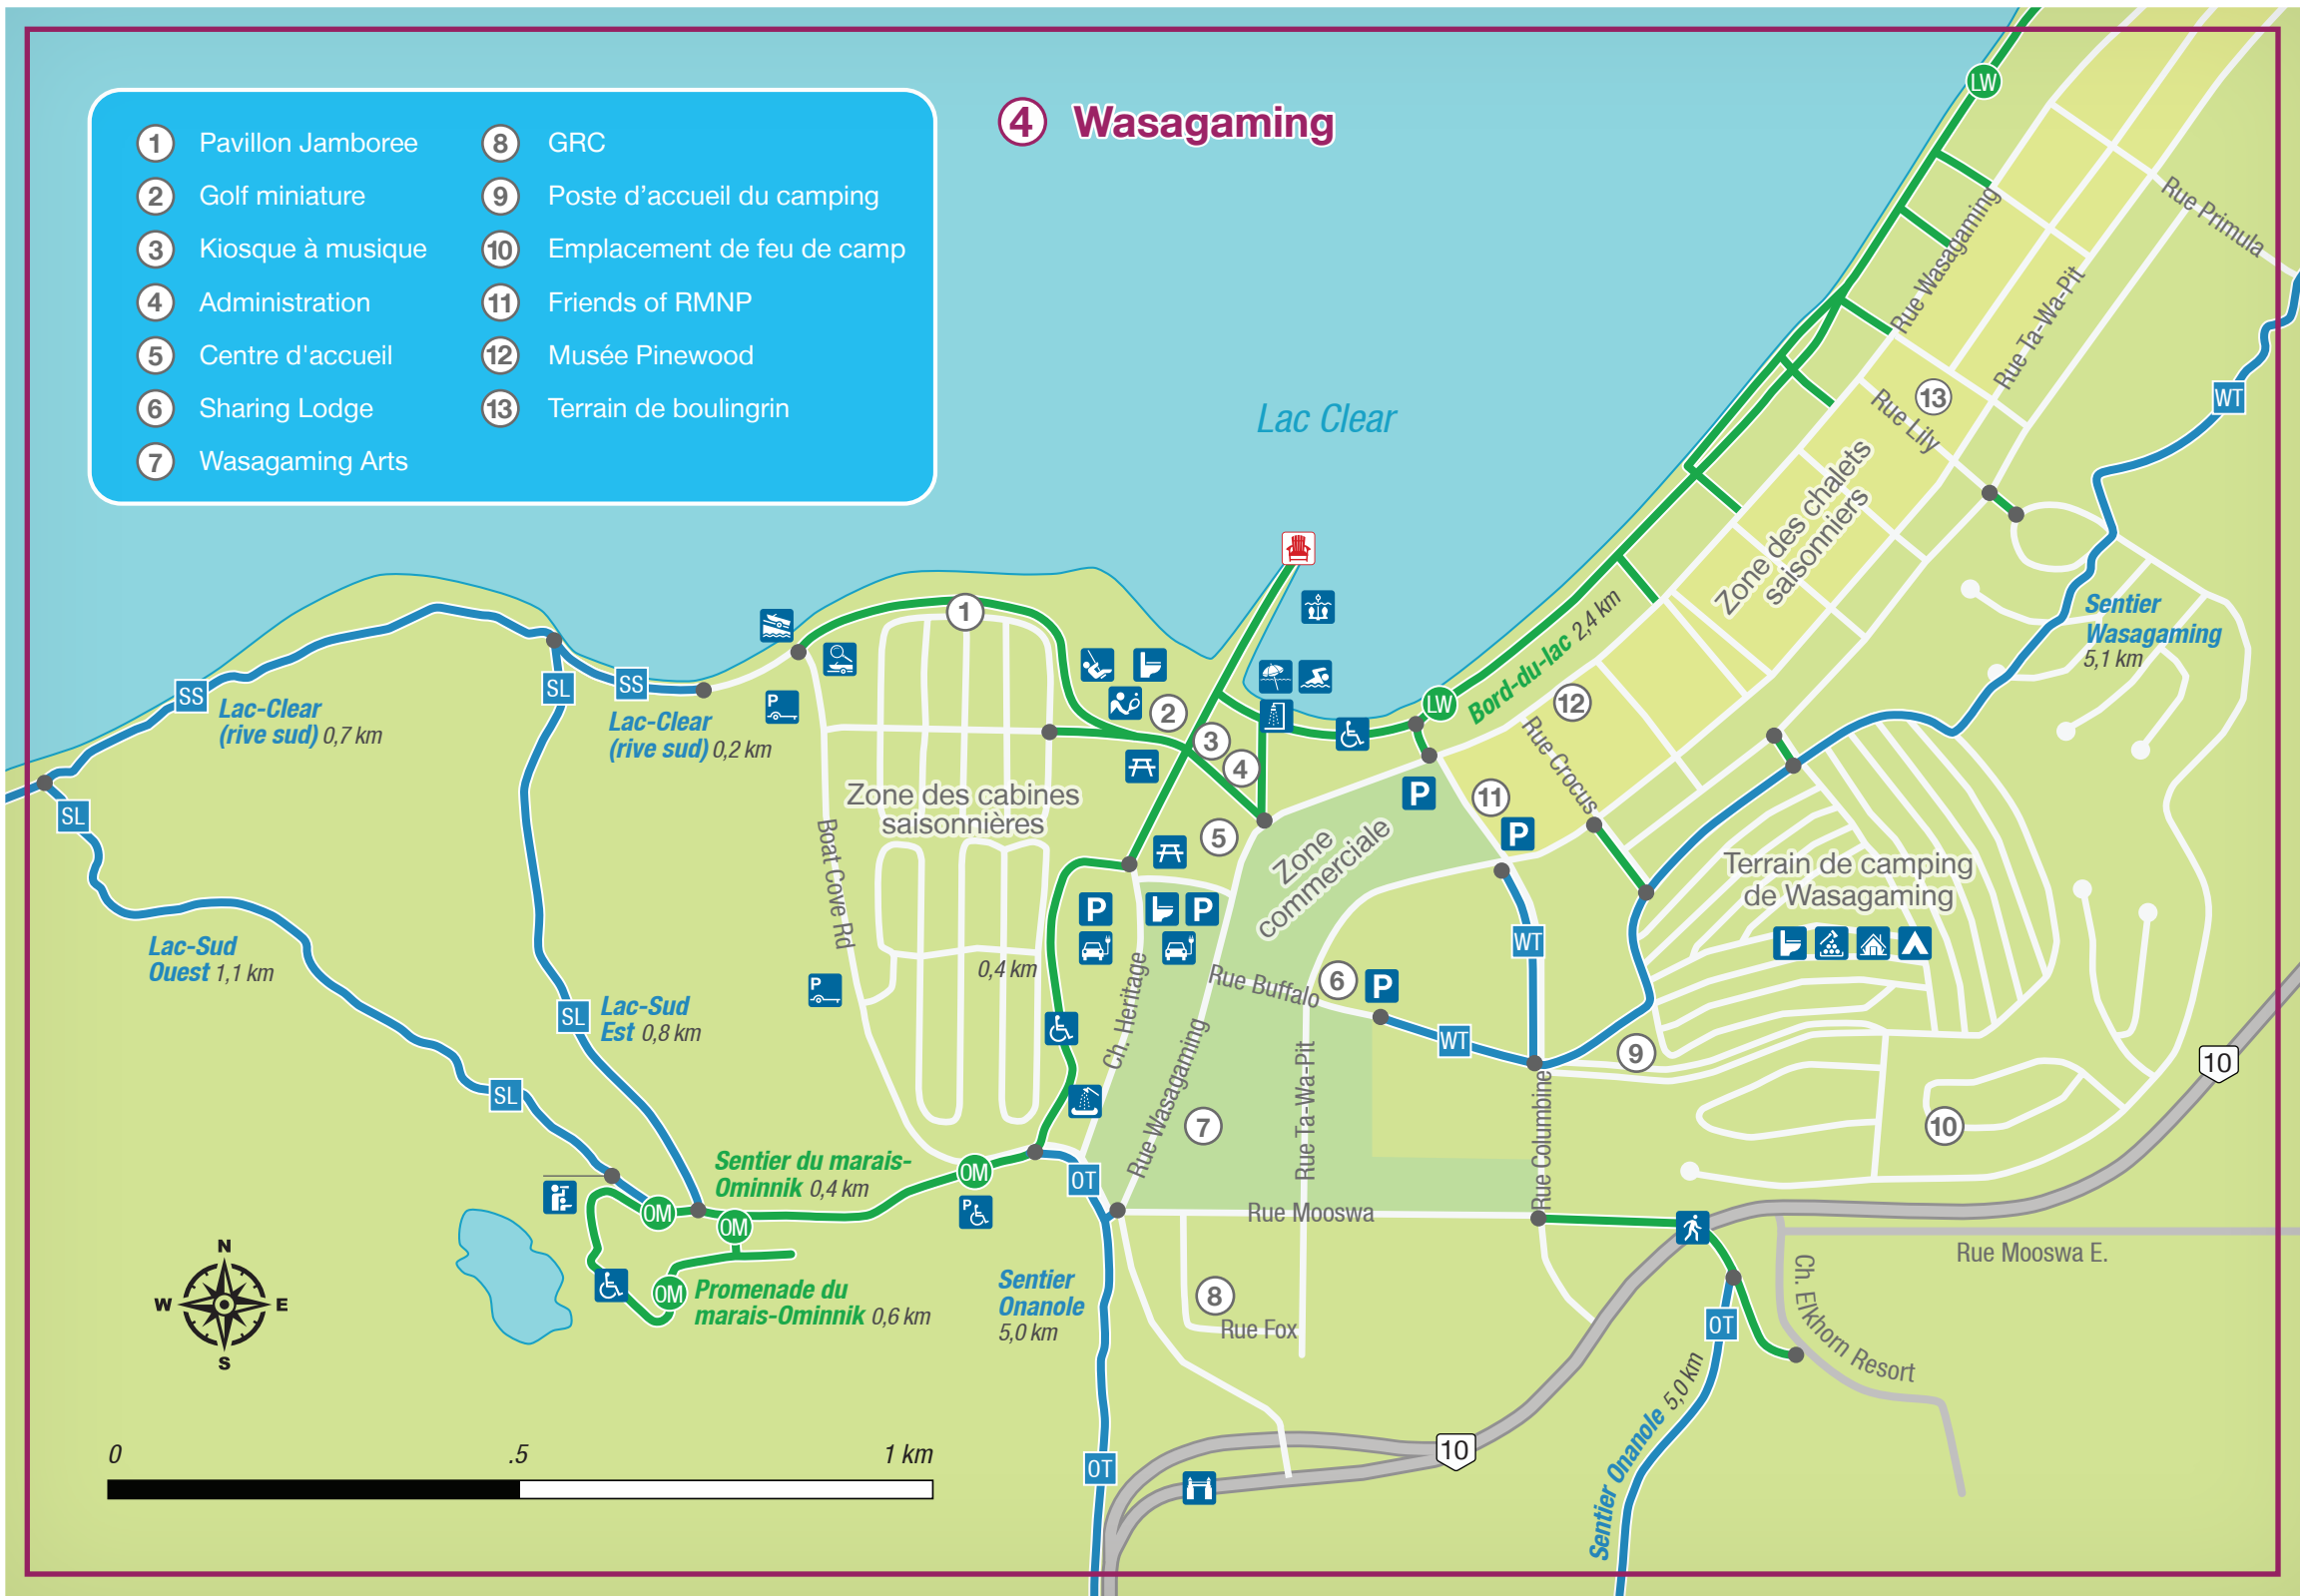 4 Wasagaming
1 Pavillon Jamboree
2 Golf miniature
3 Kiosque à musique
4 Administration
5 Centre d'accueil
6 Sharing Lodge
7 Wasagaming Arts
8 GRC
9 Poste d'accueil du camping
10 Emplacement de feu de camp
11 Friends of RMNP
12 Musée Pinewood
13 Terrain de boulingrin
LW
Rue Primula
Rue Wasagaming
Rue Ta-Wa-Pit
WT
13
Rue Lily
Lac Clear
Zone des chalets
saisonniers
Sentier
Wasagaming
5,1 km
Bord-du-lac 2,4 km
LW
12
Rue Crocus
1
SS
SL
SS
Lac-Clear
(rive sud) 0,7 km
Lac-Clear
(rive sud) 0,2 km
P
2
3
4
5
Zone des cabines
saisonnières
Boat Cove Rd
P
11
P
Zone
commerciale
Terrain de camping
de Wasagaming
SL
Lac-Sud
Ouest 1,1 km
P
P
0,4 km
Ch. Heritage
Rue Buffalo
6
P
WT
WT
P
SL
Lac-Sud
Est 0,8 km
Rue Wasagaming
Rue Ta-Wa-Pit
9
10
SL
7
Rue Columbine
10
Sentier du marais-
Ominnik 0,4 km
OM
OT
P
OM
OM
Rue Mooswa
Rue Mooswa E.
Ch. Elkhorn Resort
OM
Promenade du
marais-Ominnik 0,6 km
Sentier
Onanole
5,0 km
8
Rue Fox
OT
Sentier Onanole 5,0 km
10
OT
N
W
E
S
0 .5 1 km